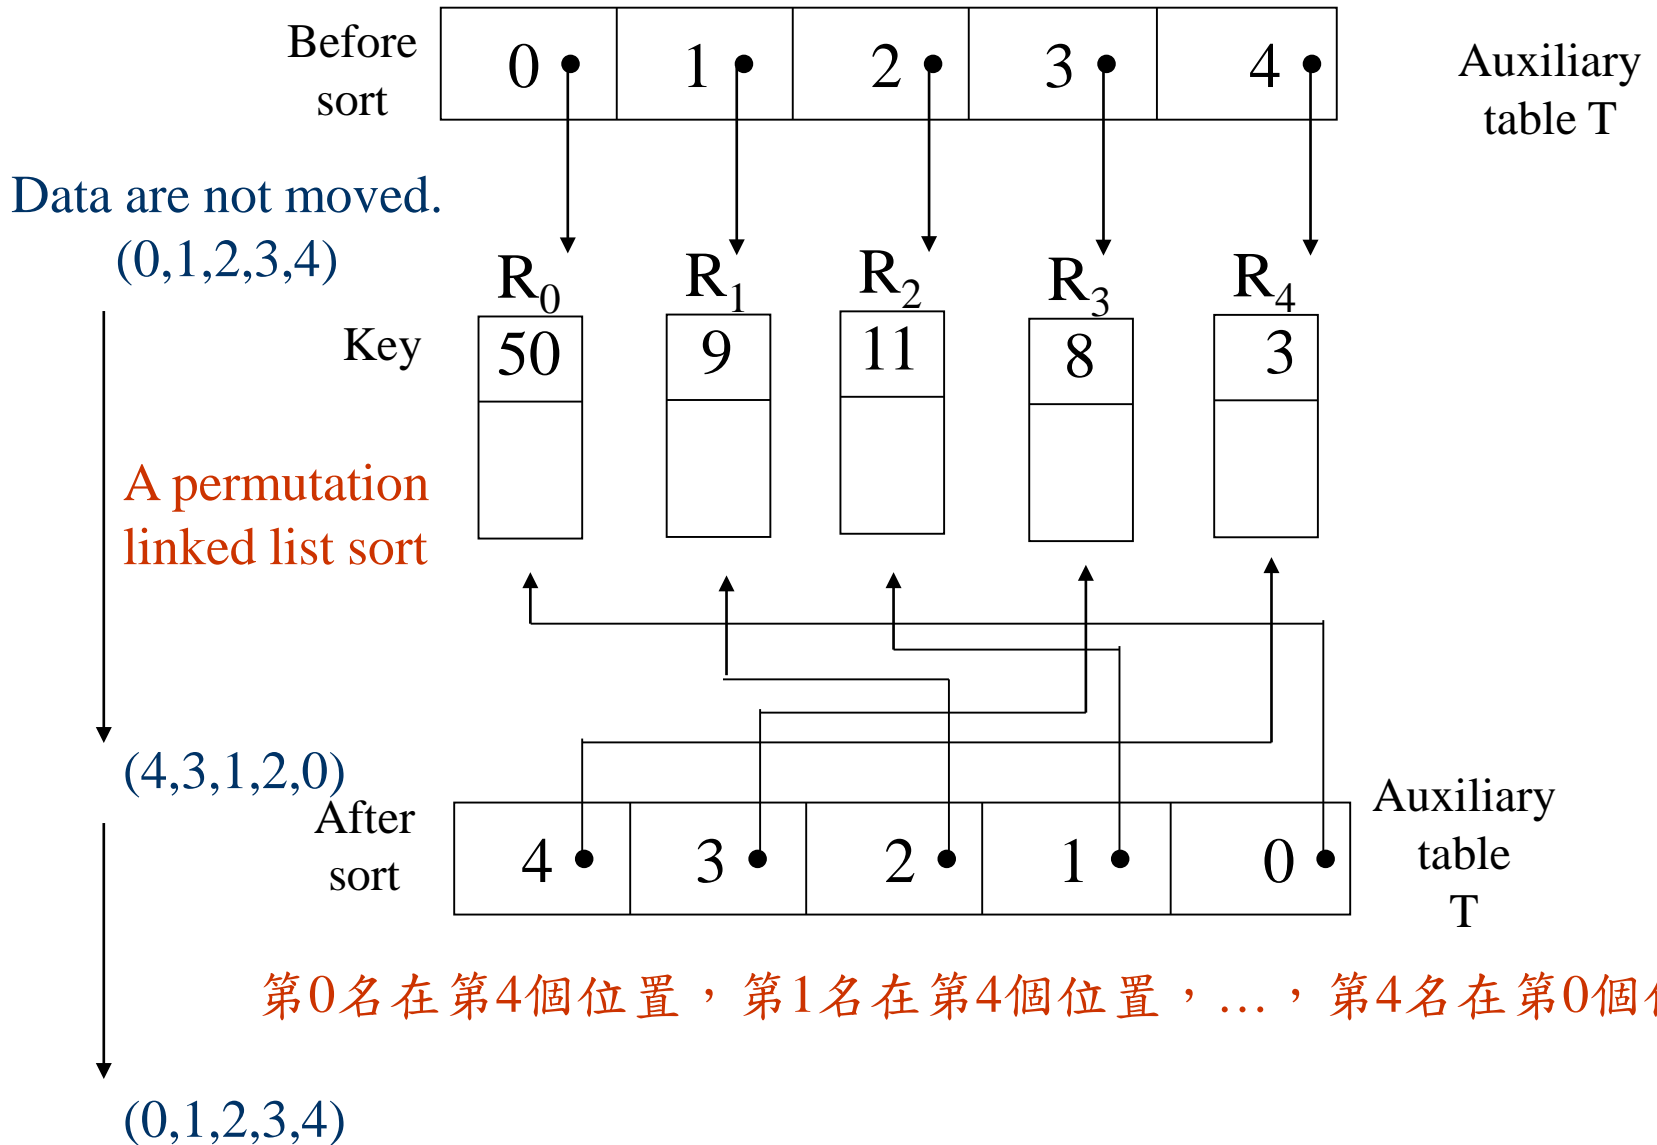 Before
sort
0 1 2 3 4
Auxiliary
table T
Data are not moved.
(0,1,2,3,4)
R0 R1 R2 R3 R4
Key
50 9 11 8 3
A permutation
linked list sort
(4,3,1,2,0)
After
sort
4 3 2 1 0
Auxiliary
table
T
第0名在第4個位置，第1名在第4個位置，…，第4名在第0個
(0,1,2,3,4)